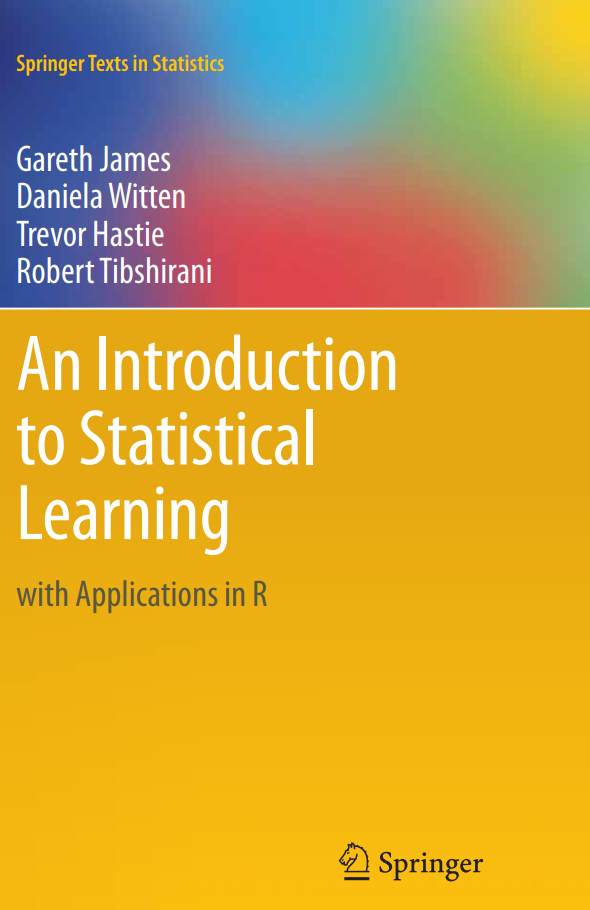 Springer Texts in Statistics
Gareth James
Daniela Witten
Trevor Hastie
Robert Tibshirani
An Introduction
to Statistical
Learning
with Applications in R
Springer